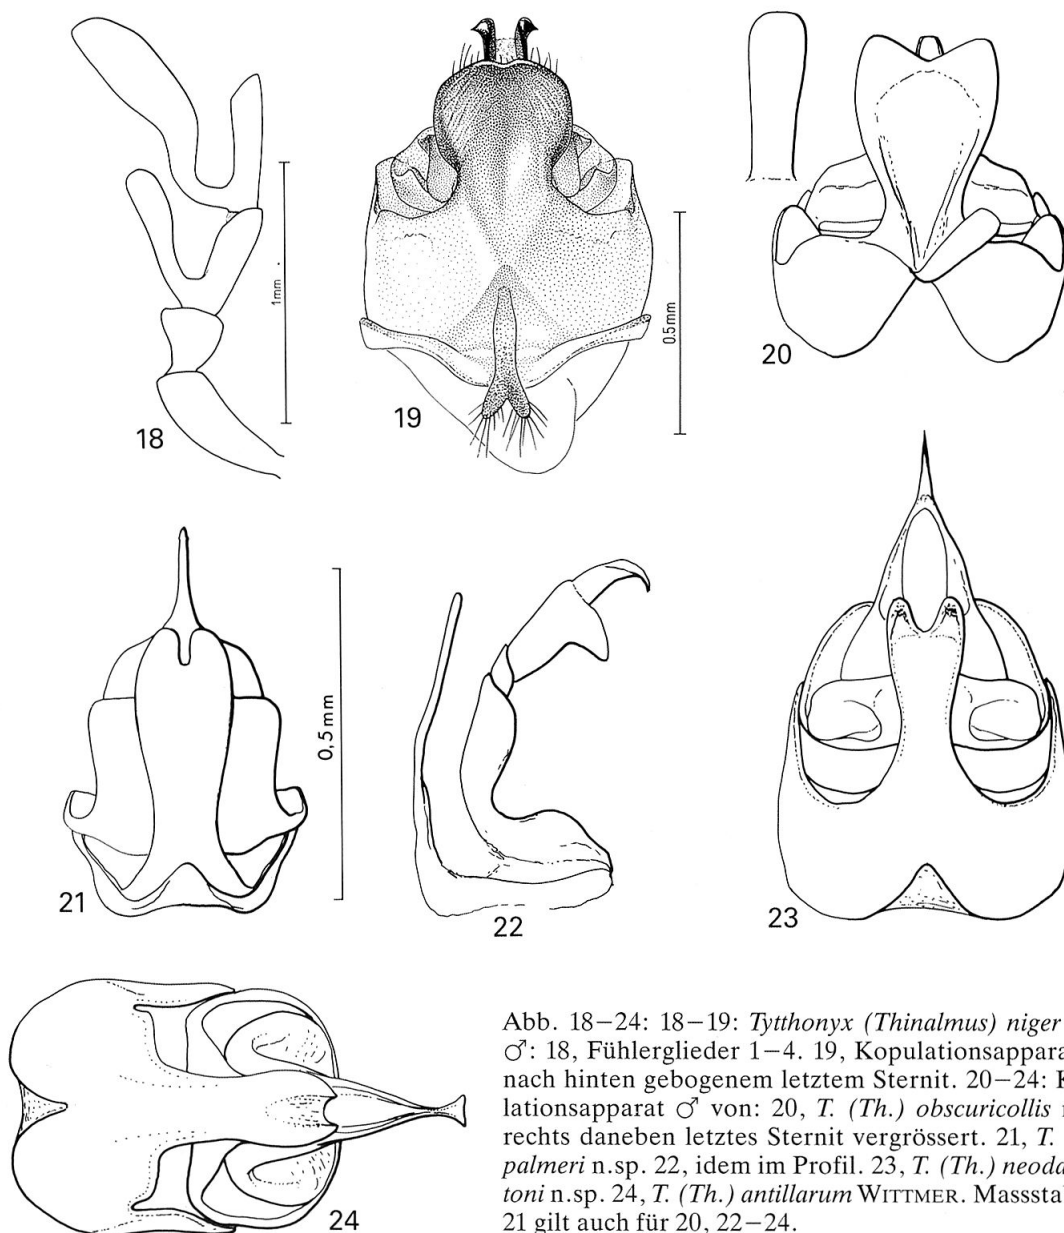 18
1mm
19
0.5mm
20
21
0,5mm
22
23
24
Abb. 18–24: 18–19: Tytthonyx (Thinalmus) niger
♂: 18, Fühlerglieder 1–4. 19, Kopulationsappara
nach hinten gebogenem letztem Sternit. 20–24: K
lationsapparat ♂ von: 20, T. (Th.) obscuricollis
rechts daneben letztes Sternit vergrössert. 21, T.
palmeri n.sp. 22, idem im Profil. 23, T. (Th.) neoda
toni n.sp. 24, T. (Th.) antillarum WITTMER. Masssta
21 gilt auch für 20, 22–24.